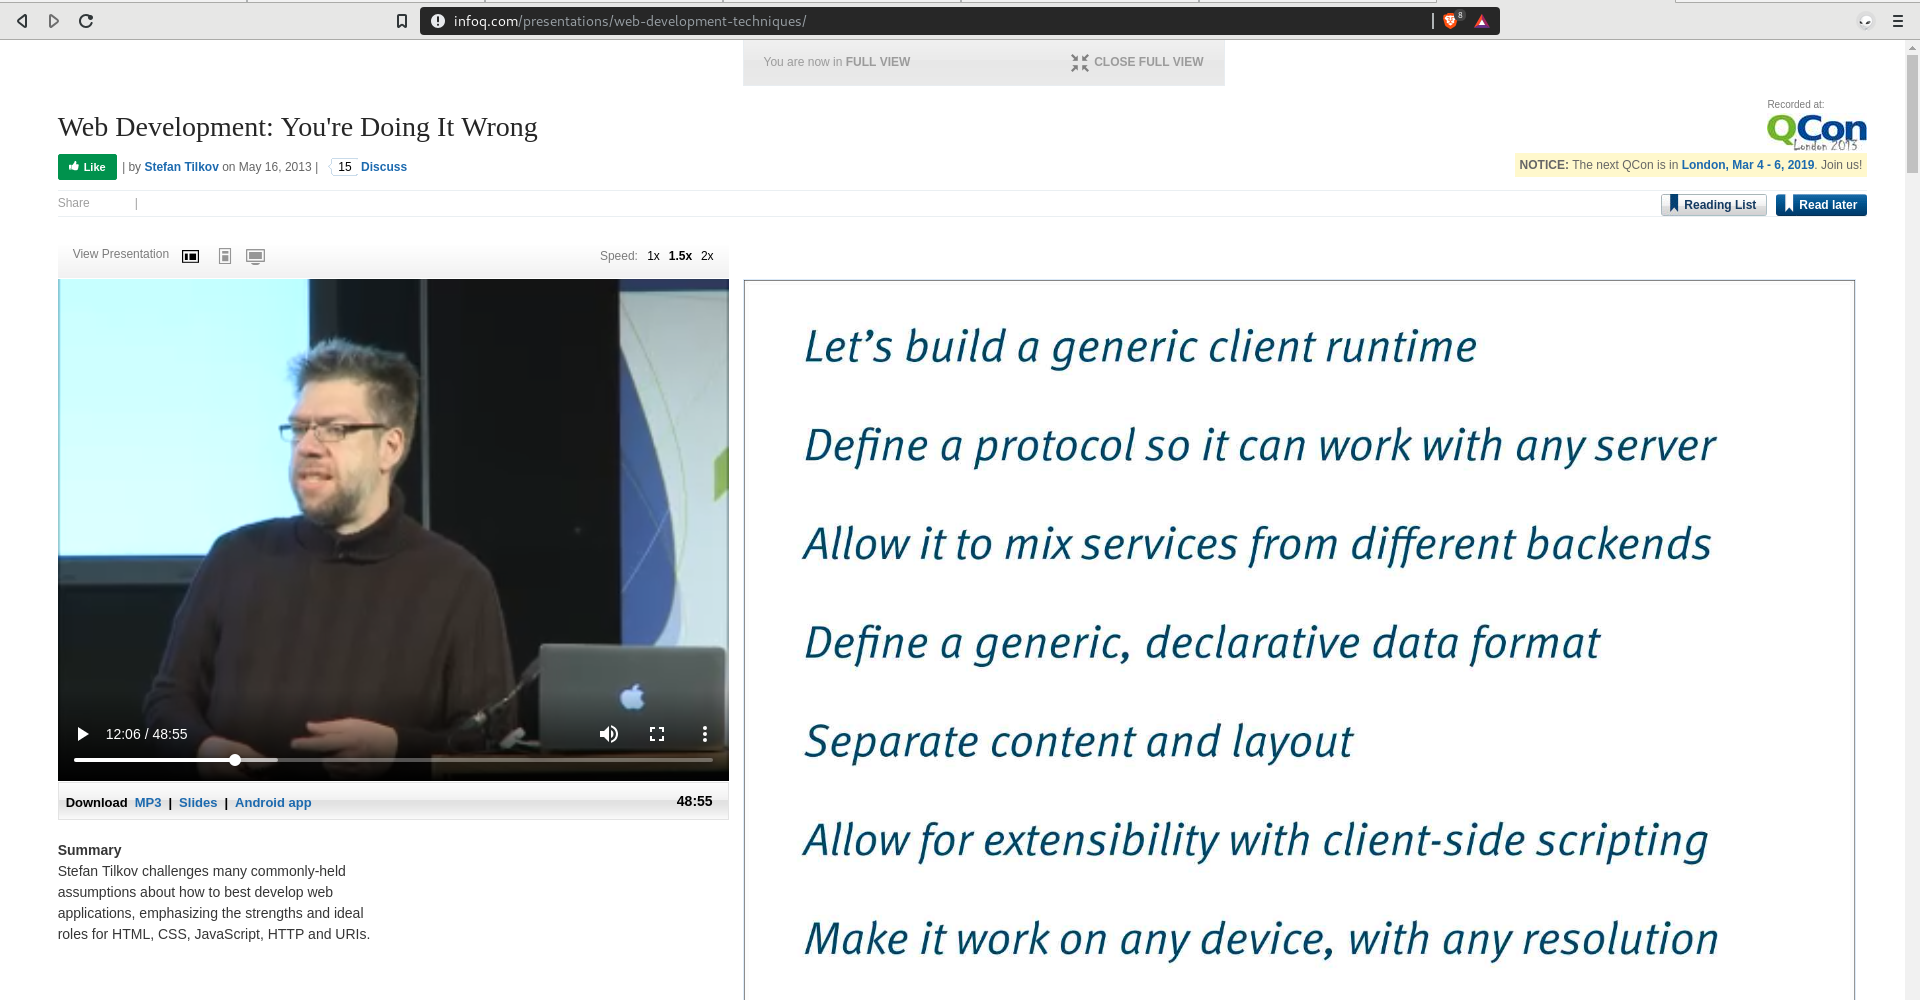 infoq.com/presentations/web-development-techniques/
8
You are now in FULL VIEW
CLOSE FULL VIEW
Recorded at:
QCon
London 2013
Web Development: You're Doing It Wrong
Like | by Stefan Tilkov on May 16, 2013 | 15 Discuss
NOTICE: The next QCon is in London, Mar 4 - 6, 2019. Join us!
Share |
Reading List
Read later
View Presentation
Speed: 1x 1.5x 2x
12:06 / 48:55
Download MP3 | Slides | Android app
48:55
Summary
Stefan Tilkov challenges many commonly-held
assumptions about how to best develop web
applications, emphasizing the strengths and ideal
roles for HTML, CSS, JavaScript, HTTP and URIs.
Let’s build a generic client runtime
Define a protocol so it can work with any server
Allow it to mix services from different backends
Define a generic, declarative data format
Separate content and layout
Allow for extensibility with client-side scripting
Make it work on any device, with any resolution